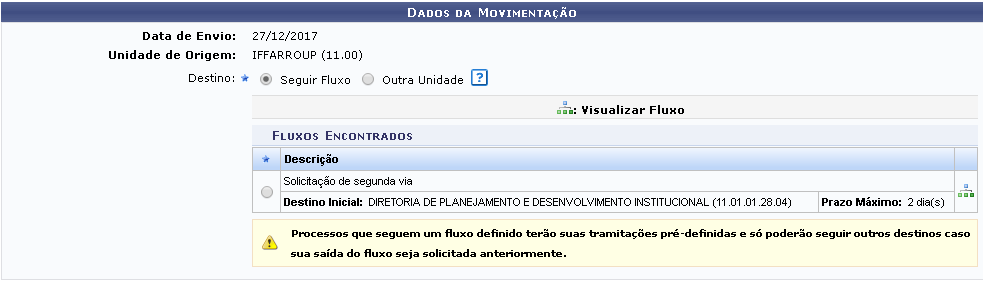 Dados da Movimentação
Data de Envio: 27/12/2017
Unidade de Origem: IFFARROUP (11.00)
Destino: Seguir Fluxo Outra Unidade ?
: Visualizar Fluxo
Fluxos Encontrados
Descrição
Solicitação de segunda via
Destino Inicial: DIRETORIA DE PLANEJAMENTO E DESENVOLVIMENTO INSTITUCIONAL (11.01.01.28.04) Prazo Máximo: 2 dia(s)
Processos que seguem um fluxo definido terão suas tramitações pré-definidas e só poderão seguir outros destinos caso
sua saída do fluxo seja solicitada anteriormente.